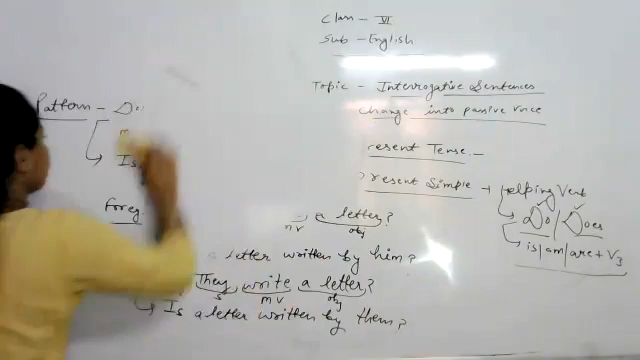 Class - VI
Sub - English
Topic - Interrogative Sentences
change into passive voice
resent Tense -
resent Simple + Helping Verb
Do / Does
is/am/are + V3
Pattern - Do
Is
Foreg
a letter?
obj
a letter written by him?
They write a letter?
S MV obj
Is a letter written by them?